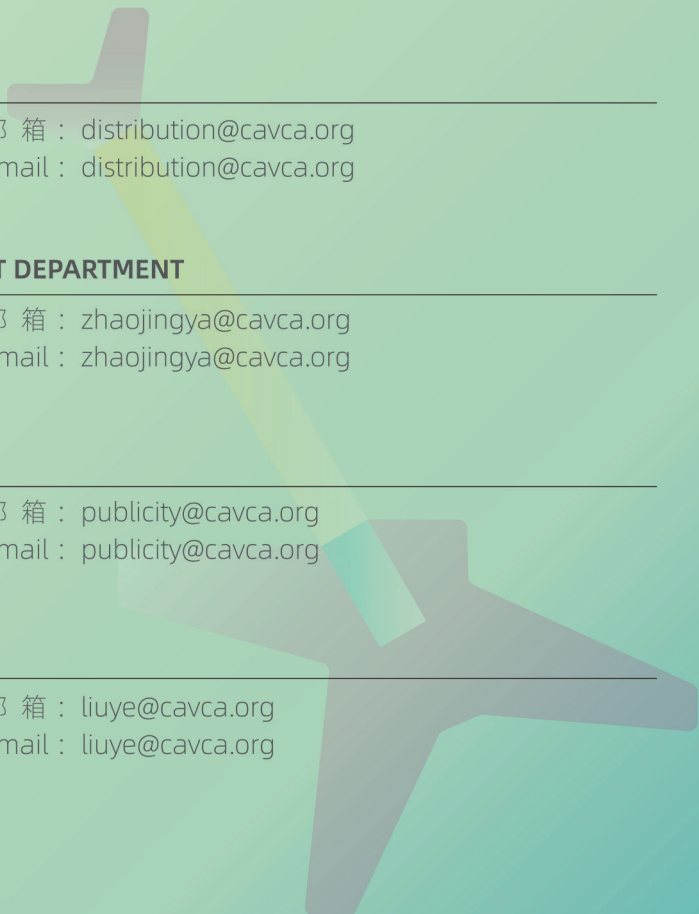 箱： distribution@cavca.org
mail： distribution@cavca.org
T DEPARTMENT
箱： zhaojingya@cavca.org
mail： zhaojingya@cavca.org
箱： publicity@cavca.org
mail： publicity@cavca.org
箱： liuye@cavca.org
mail： liuye@cavca.org